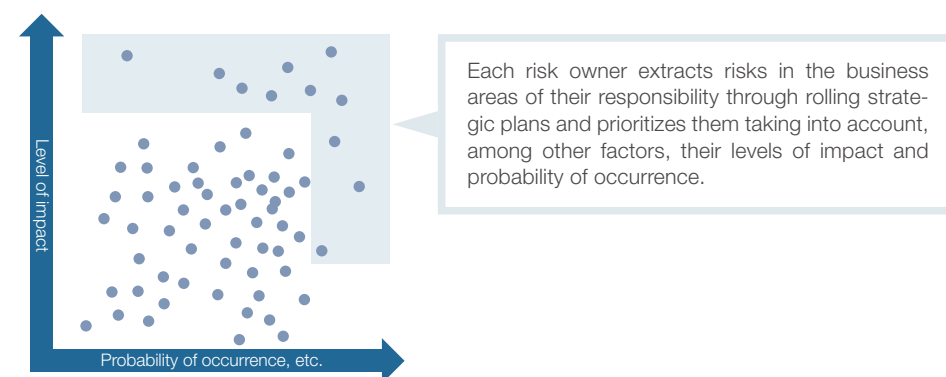 Level of impact
Each risk owner extracts risks in the business
areas of their responsibility through rolling strate-
gic plans and prioritizes them taking into account,
among other factors, their levels of impact and
probability of occurrence.
Probability of occurrence, etc.